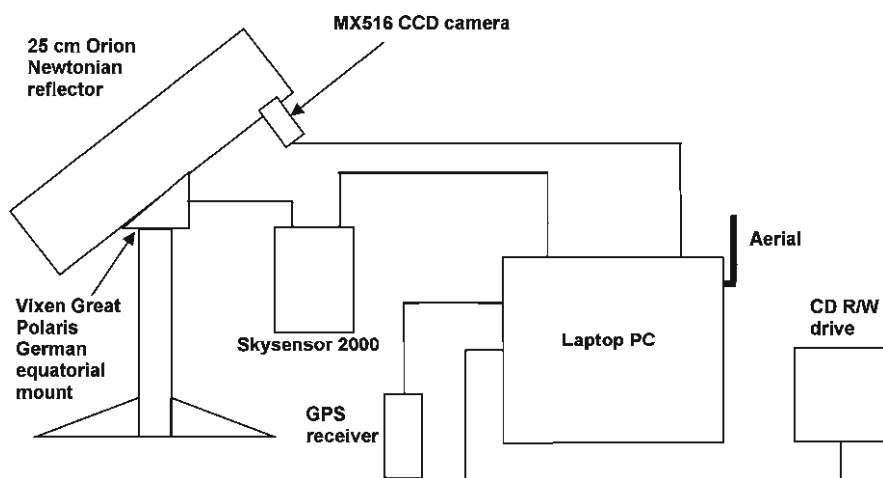 MX516 CCD camera
25 cm Orion
Newtonian
reflector
Aerial
Vixen Great
Polaris
German
equatorial
mount
Skysensor 2000
Laptop PC
CD R/W
drive
GPS
receiver